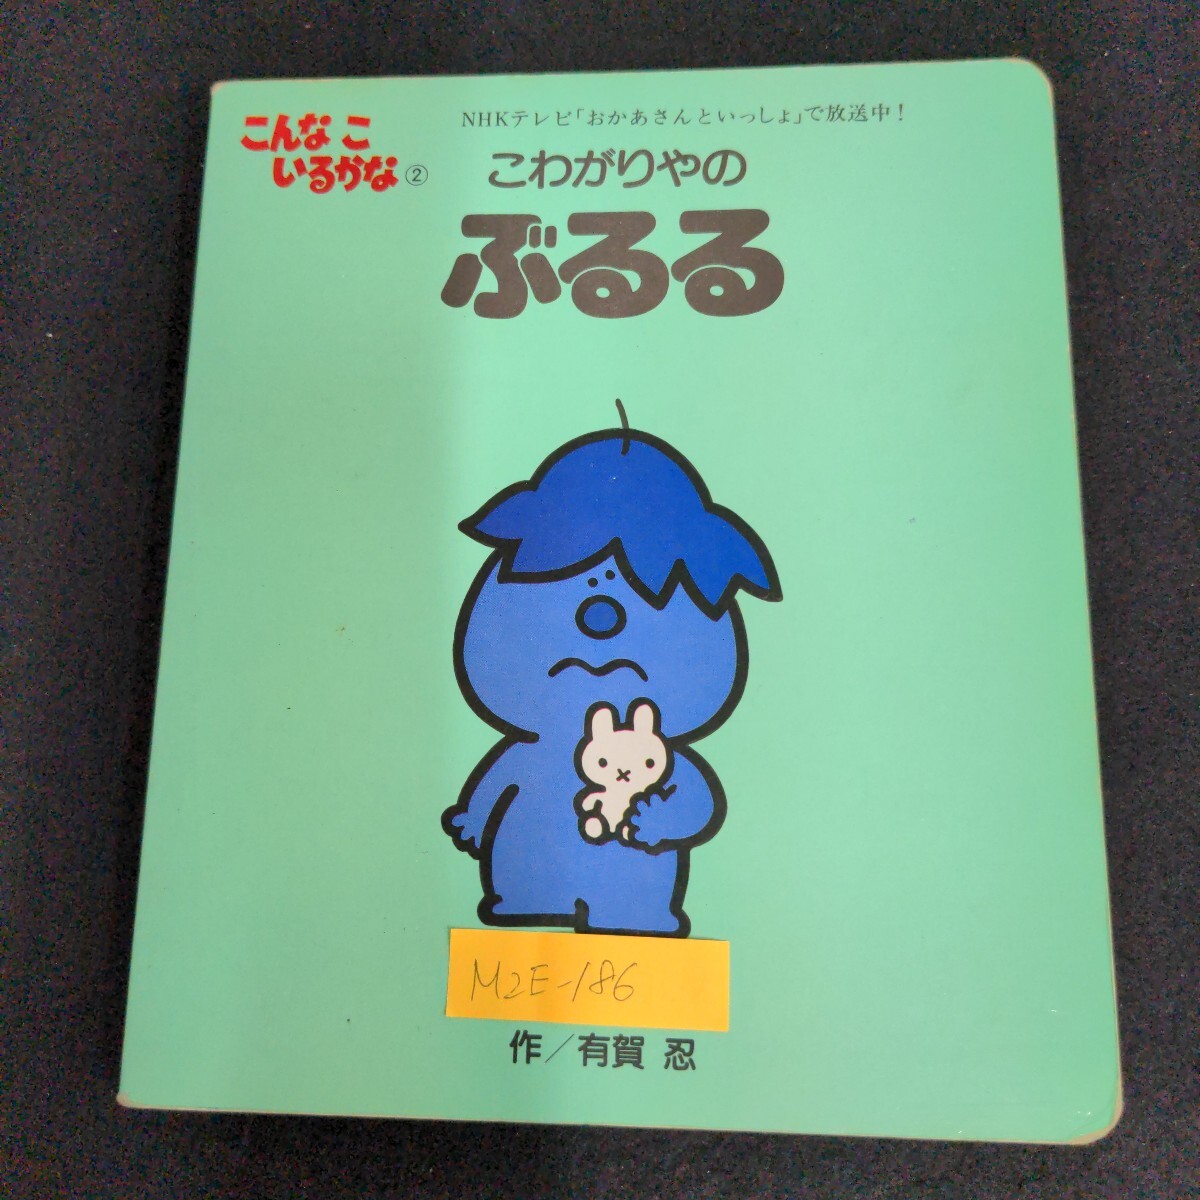 NHKテレビ「おかあさんといっしょ」で放送中!
こんなこ
いるかな②
こわがりやの
ぶるる
M2E-186
作/有賀 忍